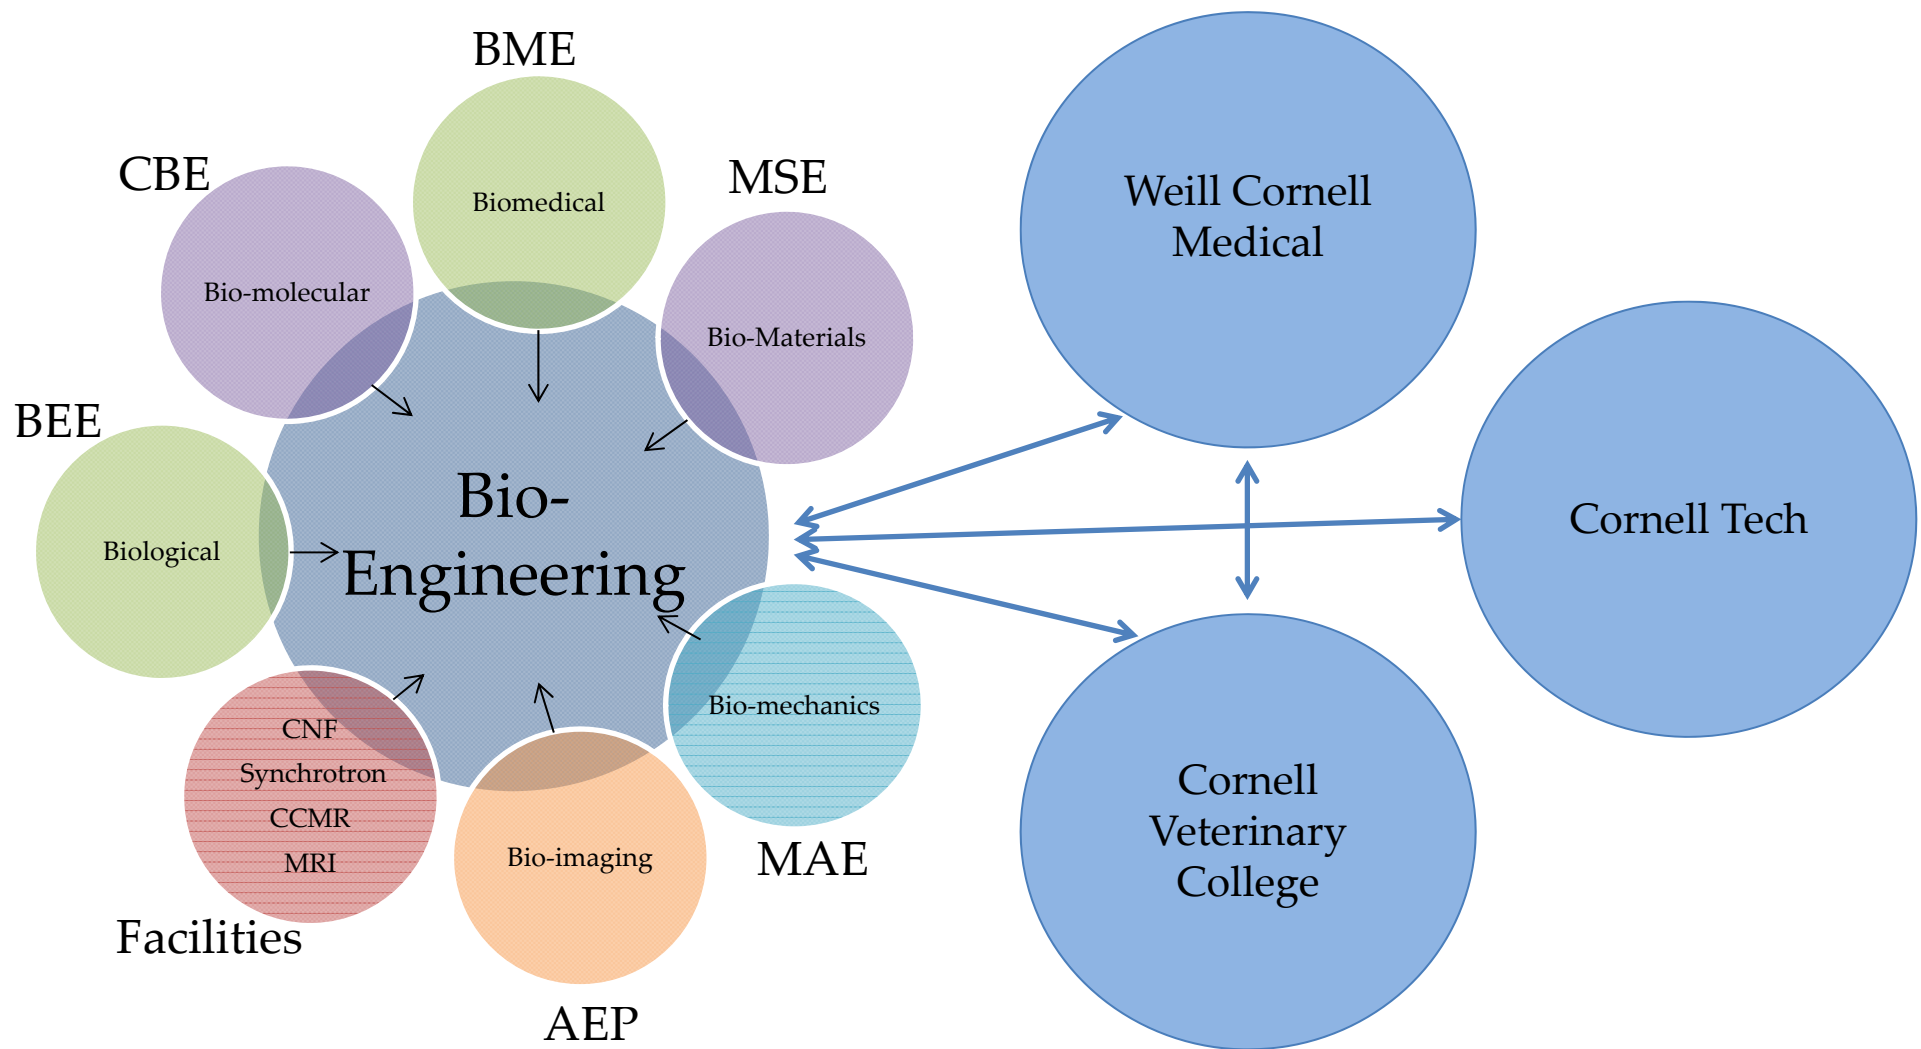 BME
Biomedical
CBE
Bio-molecular
MSE
Bio-Materials
BEE
Biological
Bio-
Engineering
CNF
Synchrotron
CCMR
MRI
Facilities
Bio-imaging
AEP
Bio-mechanics
MAE
Weill Cornell
Medical
Cornell Tech
Cornell
Veterinary
College